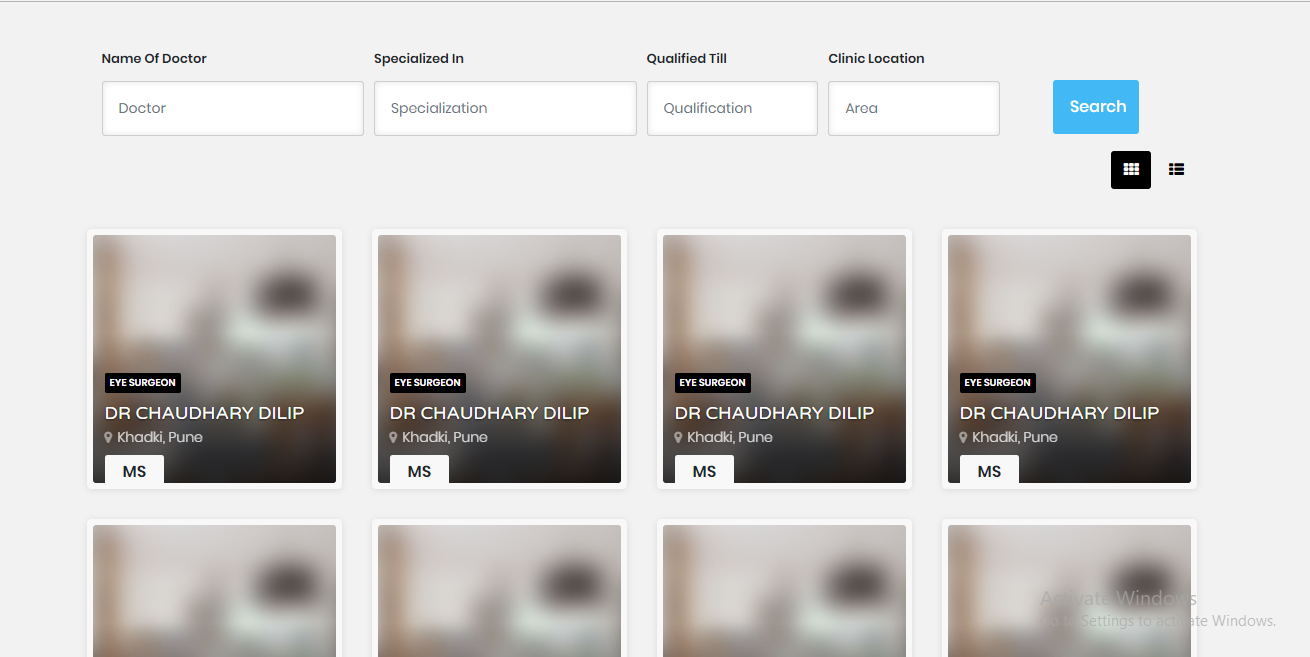 Name Of Doctor Specialized In Qualified Till Clinic Location
Doctor Specialization Qualification Area Search
EYE SURGEON EYE SURGEON EYE SURGEON EYE SURGEON
DR CHAUDHARY DILIP DR CHAUDHARY DILIP DR CHAUDHARY DILIP DR CHAUDHARY DILIP
Khadki, Pune Khadki, Pune Khadki, Pune Khadki, Pune
MS MS MS MS
Activate Windows
Go to Settings to activate Windows.